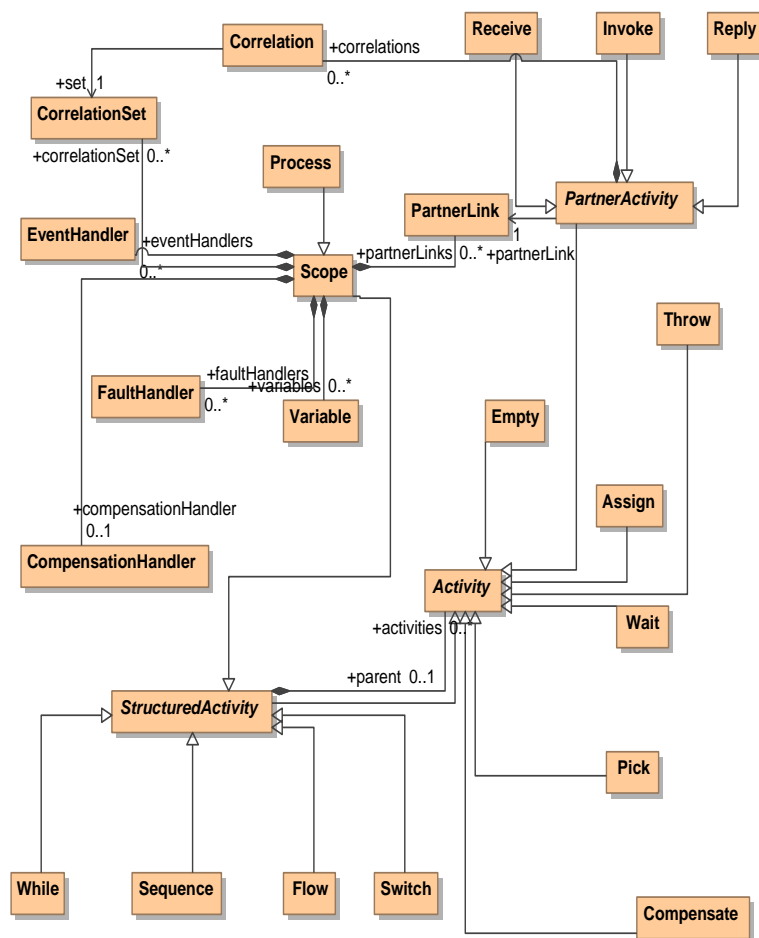 Receive
Invoke
Reply
Correlation
+correlations
0..*
+set 1
CorrelationSet
+correlationSet 0..*
Process
PartnerLink
PartnerActivity
EventHandler
+eventHandlers
0..*
Scope
+partnerLinks 0..*
1
+partnerLink
Throw
+faultHandlers
0..*
+variables 0..*
FaultHandler
Variable
Empty
Assign
+compensationHandler
0..1
CompensationHandler
Activity
Wait
+activities 0..*
+parent 0..1
StructuredActivity
Pick
While
Sequence
Flow
Switch
Compensate